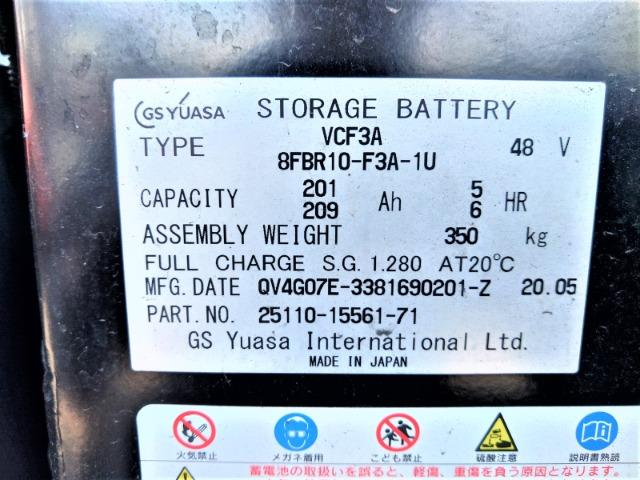 GS YUASA STORAGE BATTERY
TYPE VCF3A 48 V
8FBR10-F3A-1U
CAPACITY 201 Ah 5 HR
209 6
ASSEMBLY WEIGHT 350 kg
FULL CHARGE S.G. 1.280 AT20℃
MFG. DATE QV4G07E-3381690201-Z 20.05
PART.NO. 25110-15561-71
GS Yuasa International Ltd.
MADE IN JAPAN
火気禁止 メガネ着用 こども禁止 硫酸注意 説明書熟読
蓄電池の取扱いを誤ると、軽傷、重傷を負う原因となります。